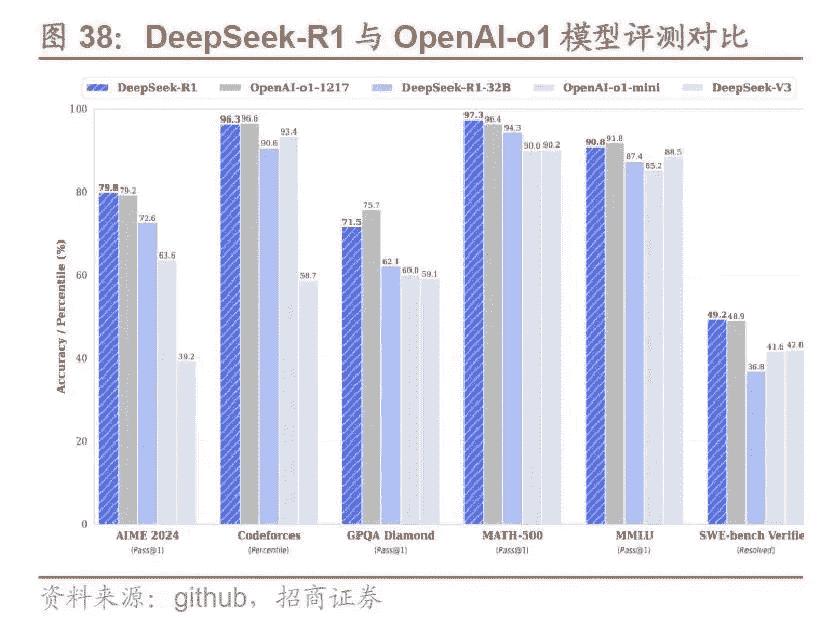 图 38：DeepSeek-R1 与 OpenAI-o1 模型评测对比
DeepSeek-R1 OpenAI-o1-1217 DeepSeek-R1-32B OpenAI-o1-mini DeepSeek-V3
Accuracy / Percentile (%)
100
80
60
40
20
0
79.8 79.2 72.6 63.6 39.2
96.3 96.6 90.6 93.4 58.7
71.5 75.7 62.1 60.0 59.1
97.3 96.4 94.3 90.0 90.2
90.8 91.8 87.4 85.2 88.5
49.2 48.9 36.8 41.6 42.0
AIME 2024 Codeforces GPQA Diamond MATH-500 MMLU SWE-bench Verifie
(Pass@1) (Percentile) (Pass@1) (Pass@1) (Pass@1) (Resolved)
资料来源：github，招商证券